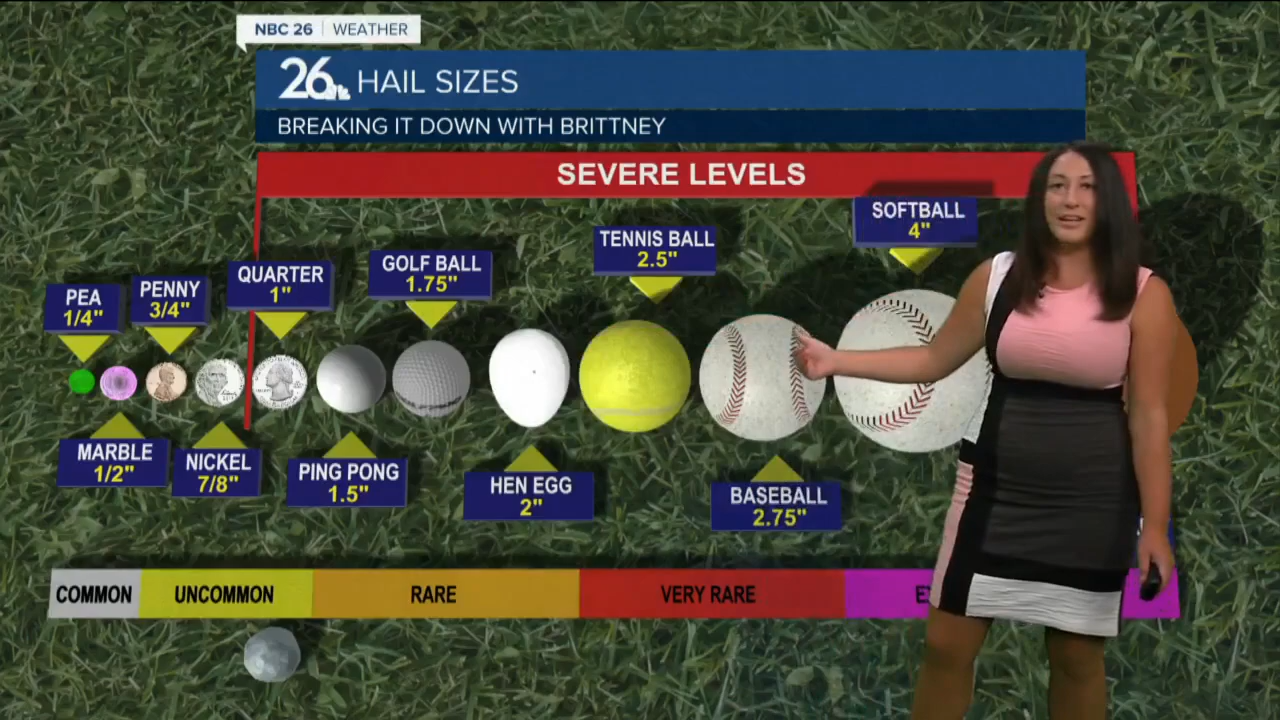 NBC 26 WEATHER
26 HAIL SIZES
BREAKING IT DOWN WITH BRITTNEY
SEVERE LEVELS
PEA
1/4"
PENNY
3/4"
QUARTER
1"
GOLF BALL
1.75"
TENNIS BALL
2.5"
SOFTBALL
4"
MARBLE
1/2"
NICKEL
7/8"
PING PONG
1.5"
HEN EGG
2"
BASEBALL
2.75"
COMMON UNCOMMON RARE VERY RARE